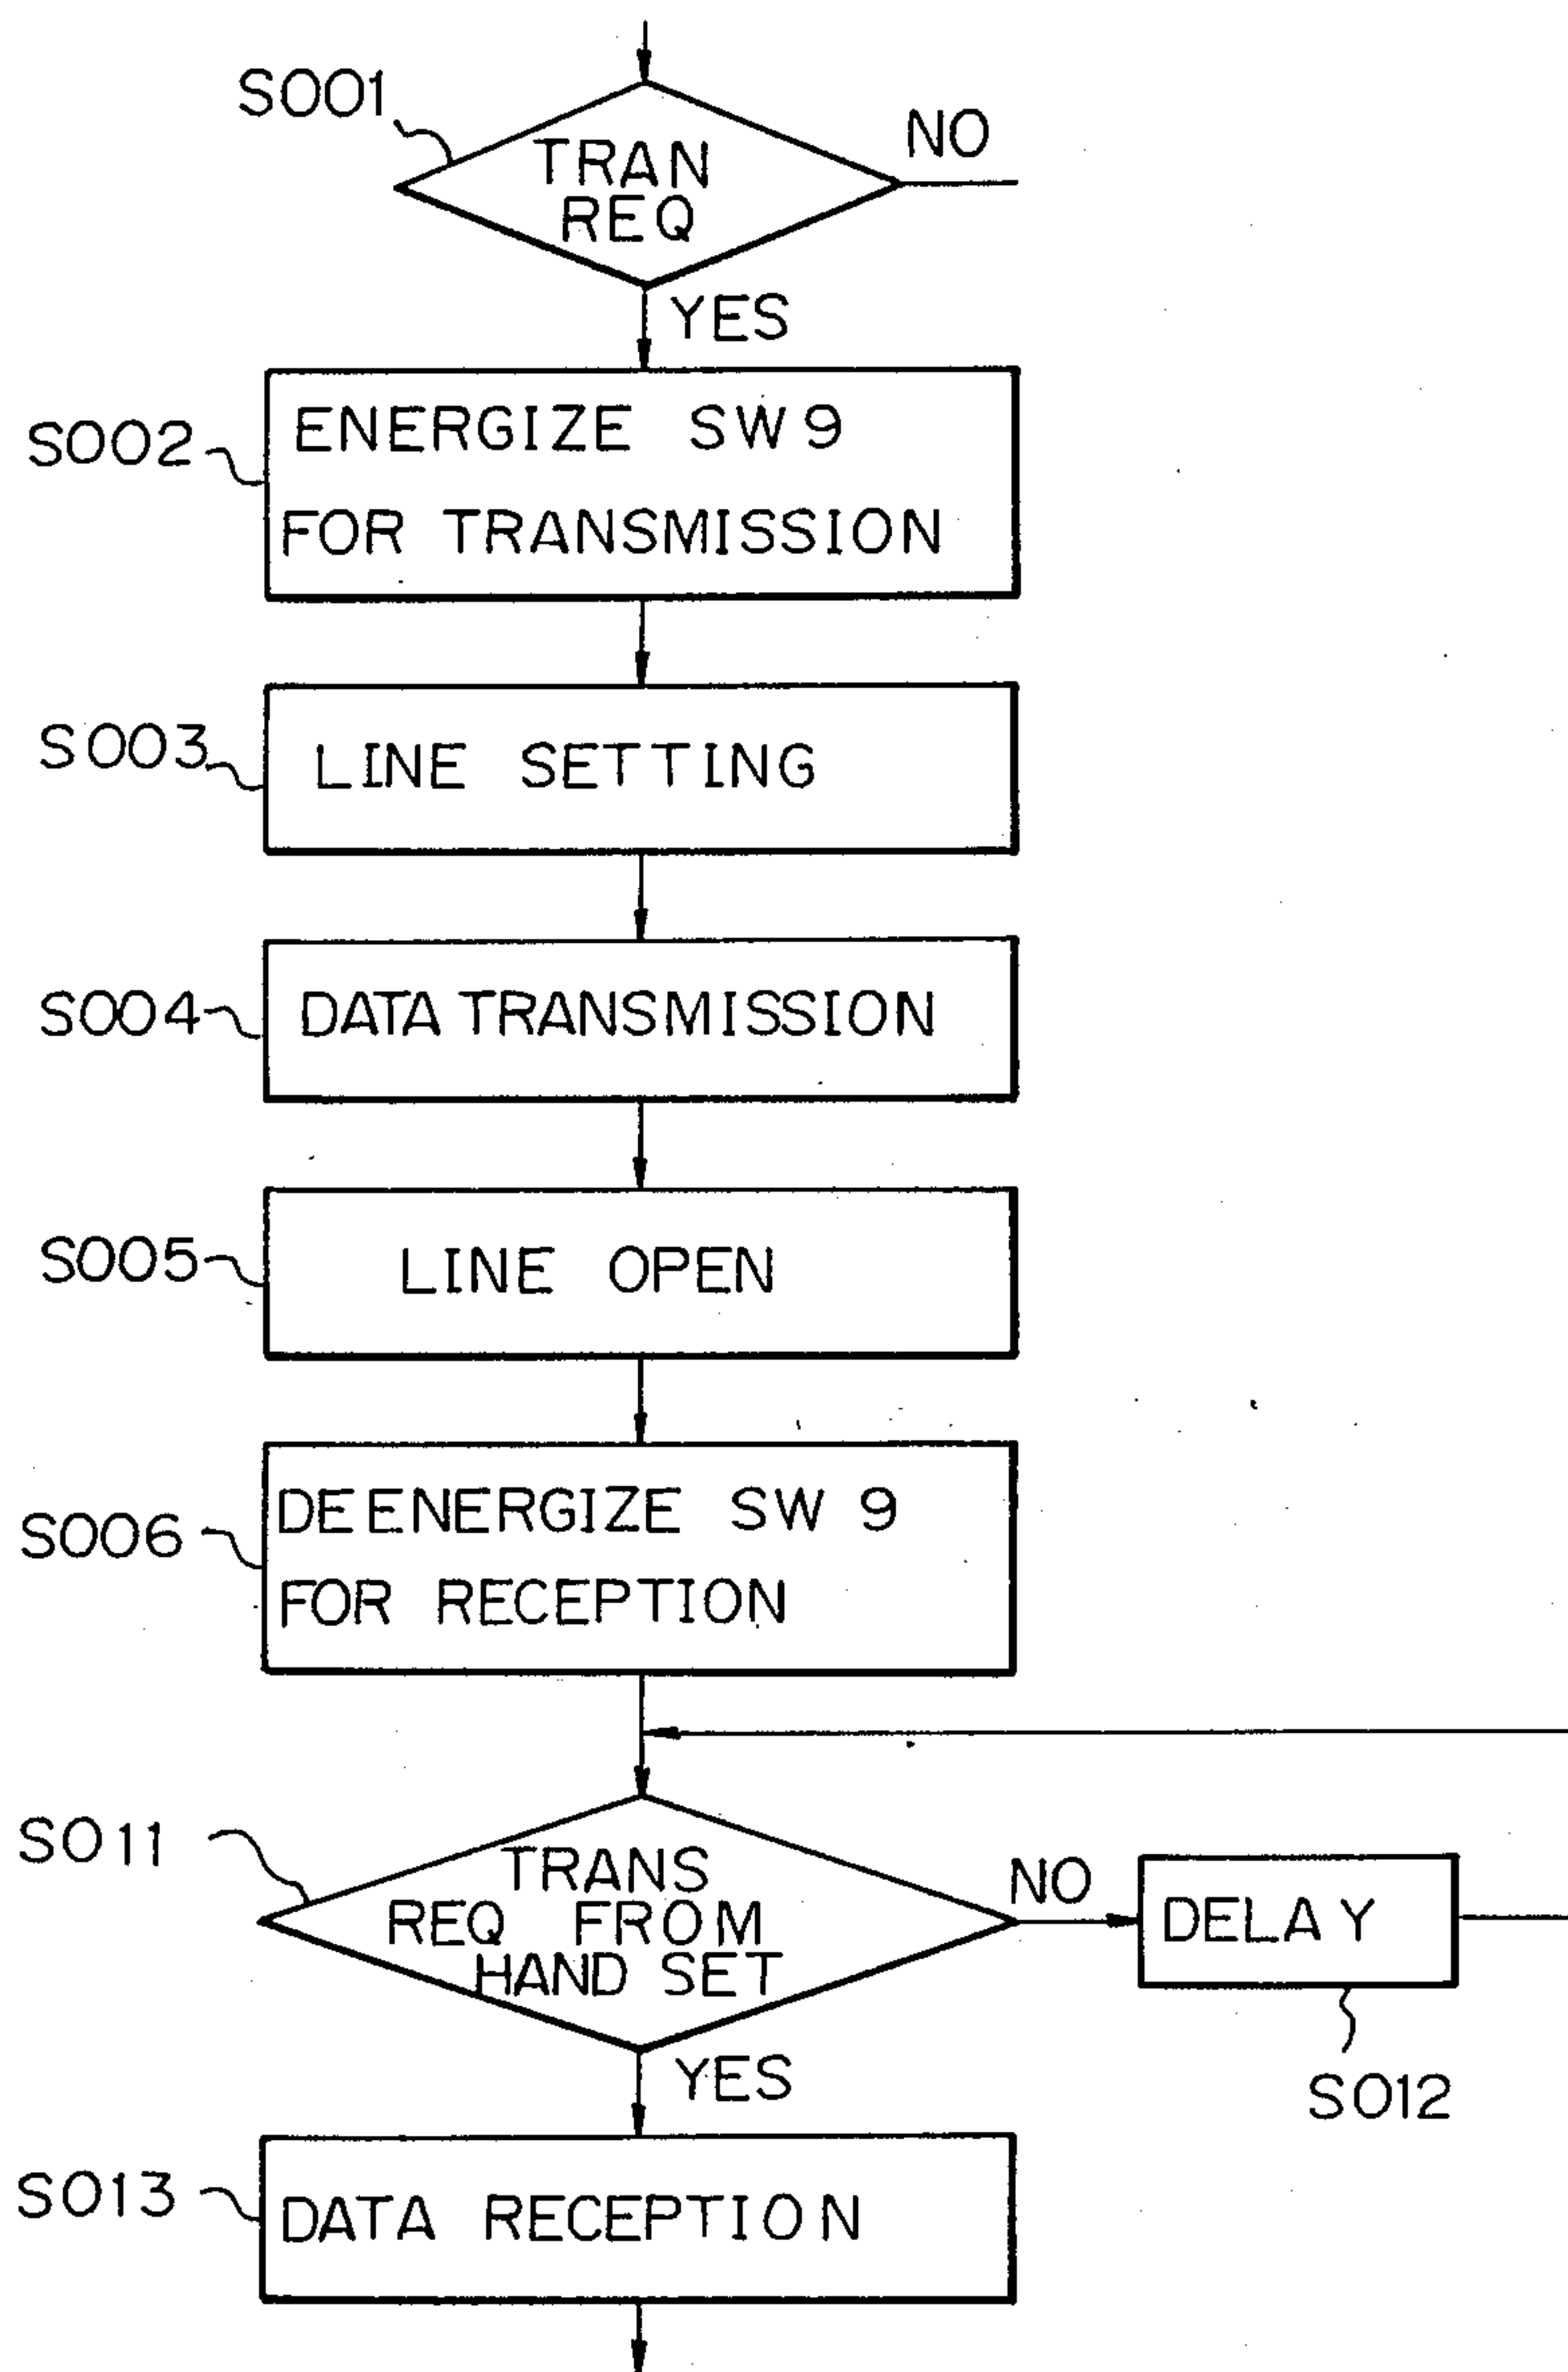 S001
TRAN
REQ
NO
YES
S002
ENERGIZE SW9
FOR TRANSMISSION
S003
LINE SETTING
S004
DATA TRANSMISSION
S005
LINE OPEN
S006
DEENERGIZE SW 9
FOR RECEPTION
S011
TRANS
REQ FROM
HAND SET
NO
DELAY
S012
YES
S013
DATA RECEPTION